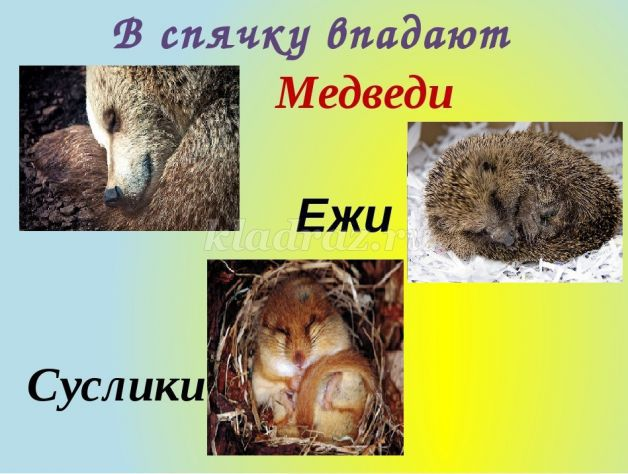 В спячку впадают
Медведи
Ежи
kladraz.ru
Суслики